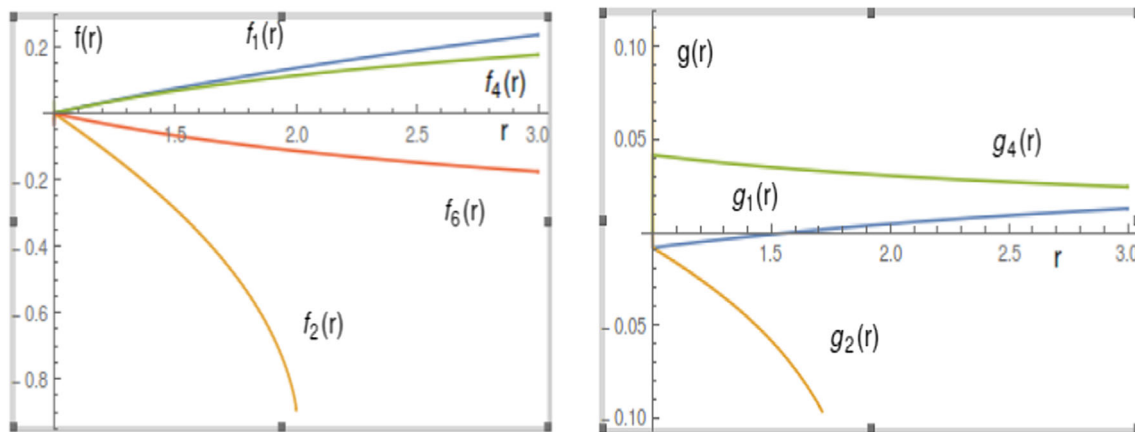 f(r)
f₁(r)
0.2
f₄(r)
1.5
2.0
2.5
r
3.0
- 0.2
f₆(r)
- 0.4
- 0.6
f₂(r)
- 0.8
0.10
g(r)
0.05
g₄(r)
g₁(r)
1.5
2.0
2.5
r
3.0
- 0.05
g₂(r)
- 0.10